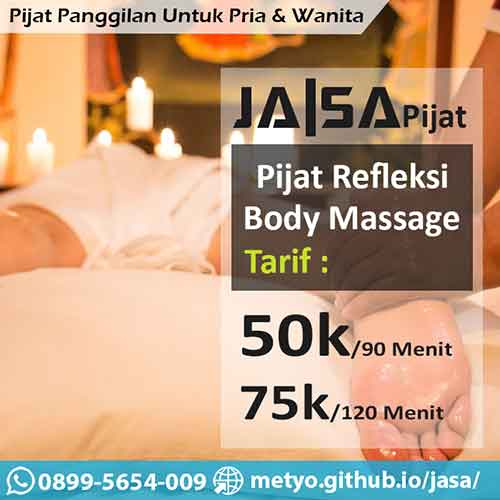 Pijat Panggilan Untuk Pria & Wanita
JA|SA Pijat
Pijat Refleksi
Body Massage
Tarif :
50k/90 Menit
75k/120 Menit
0899-5654-009 metyo.github.io/jasa/